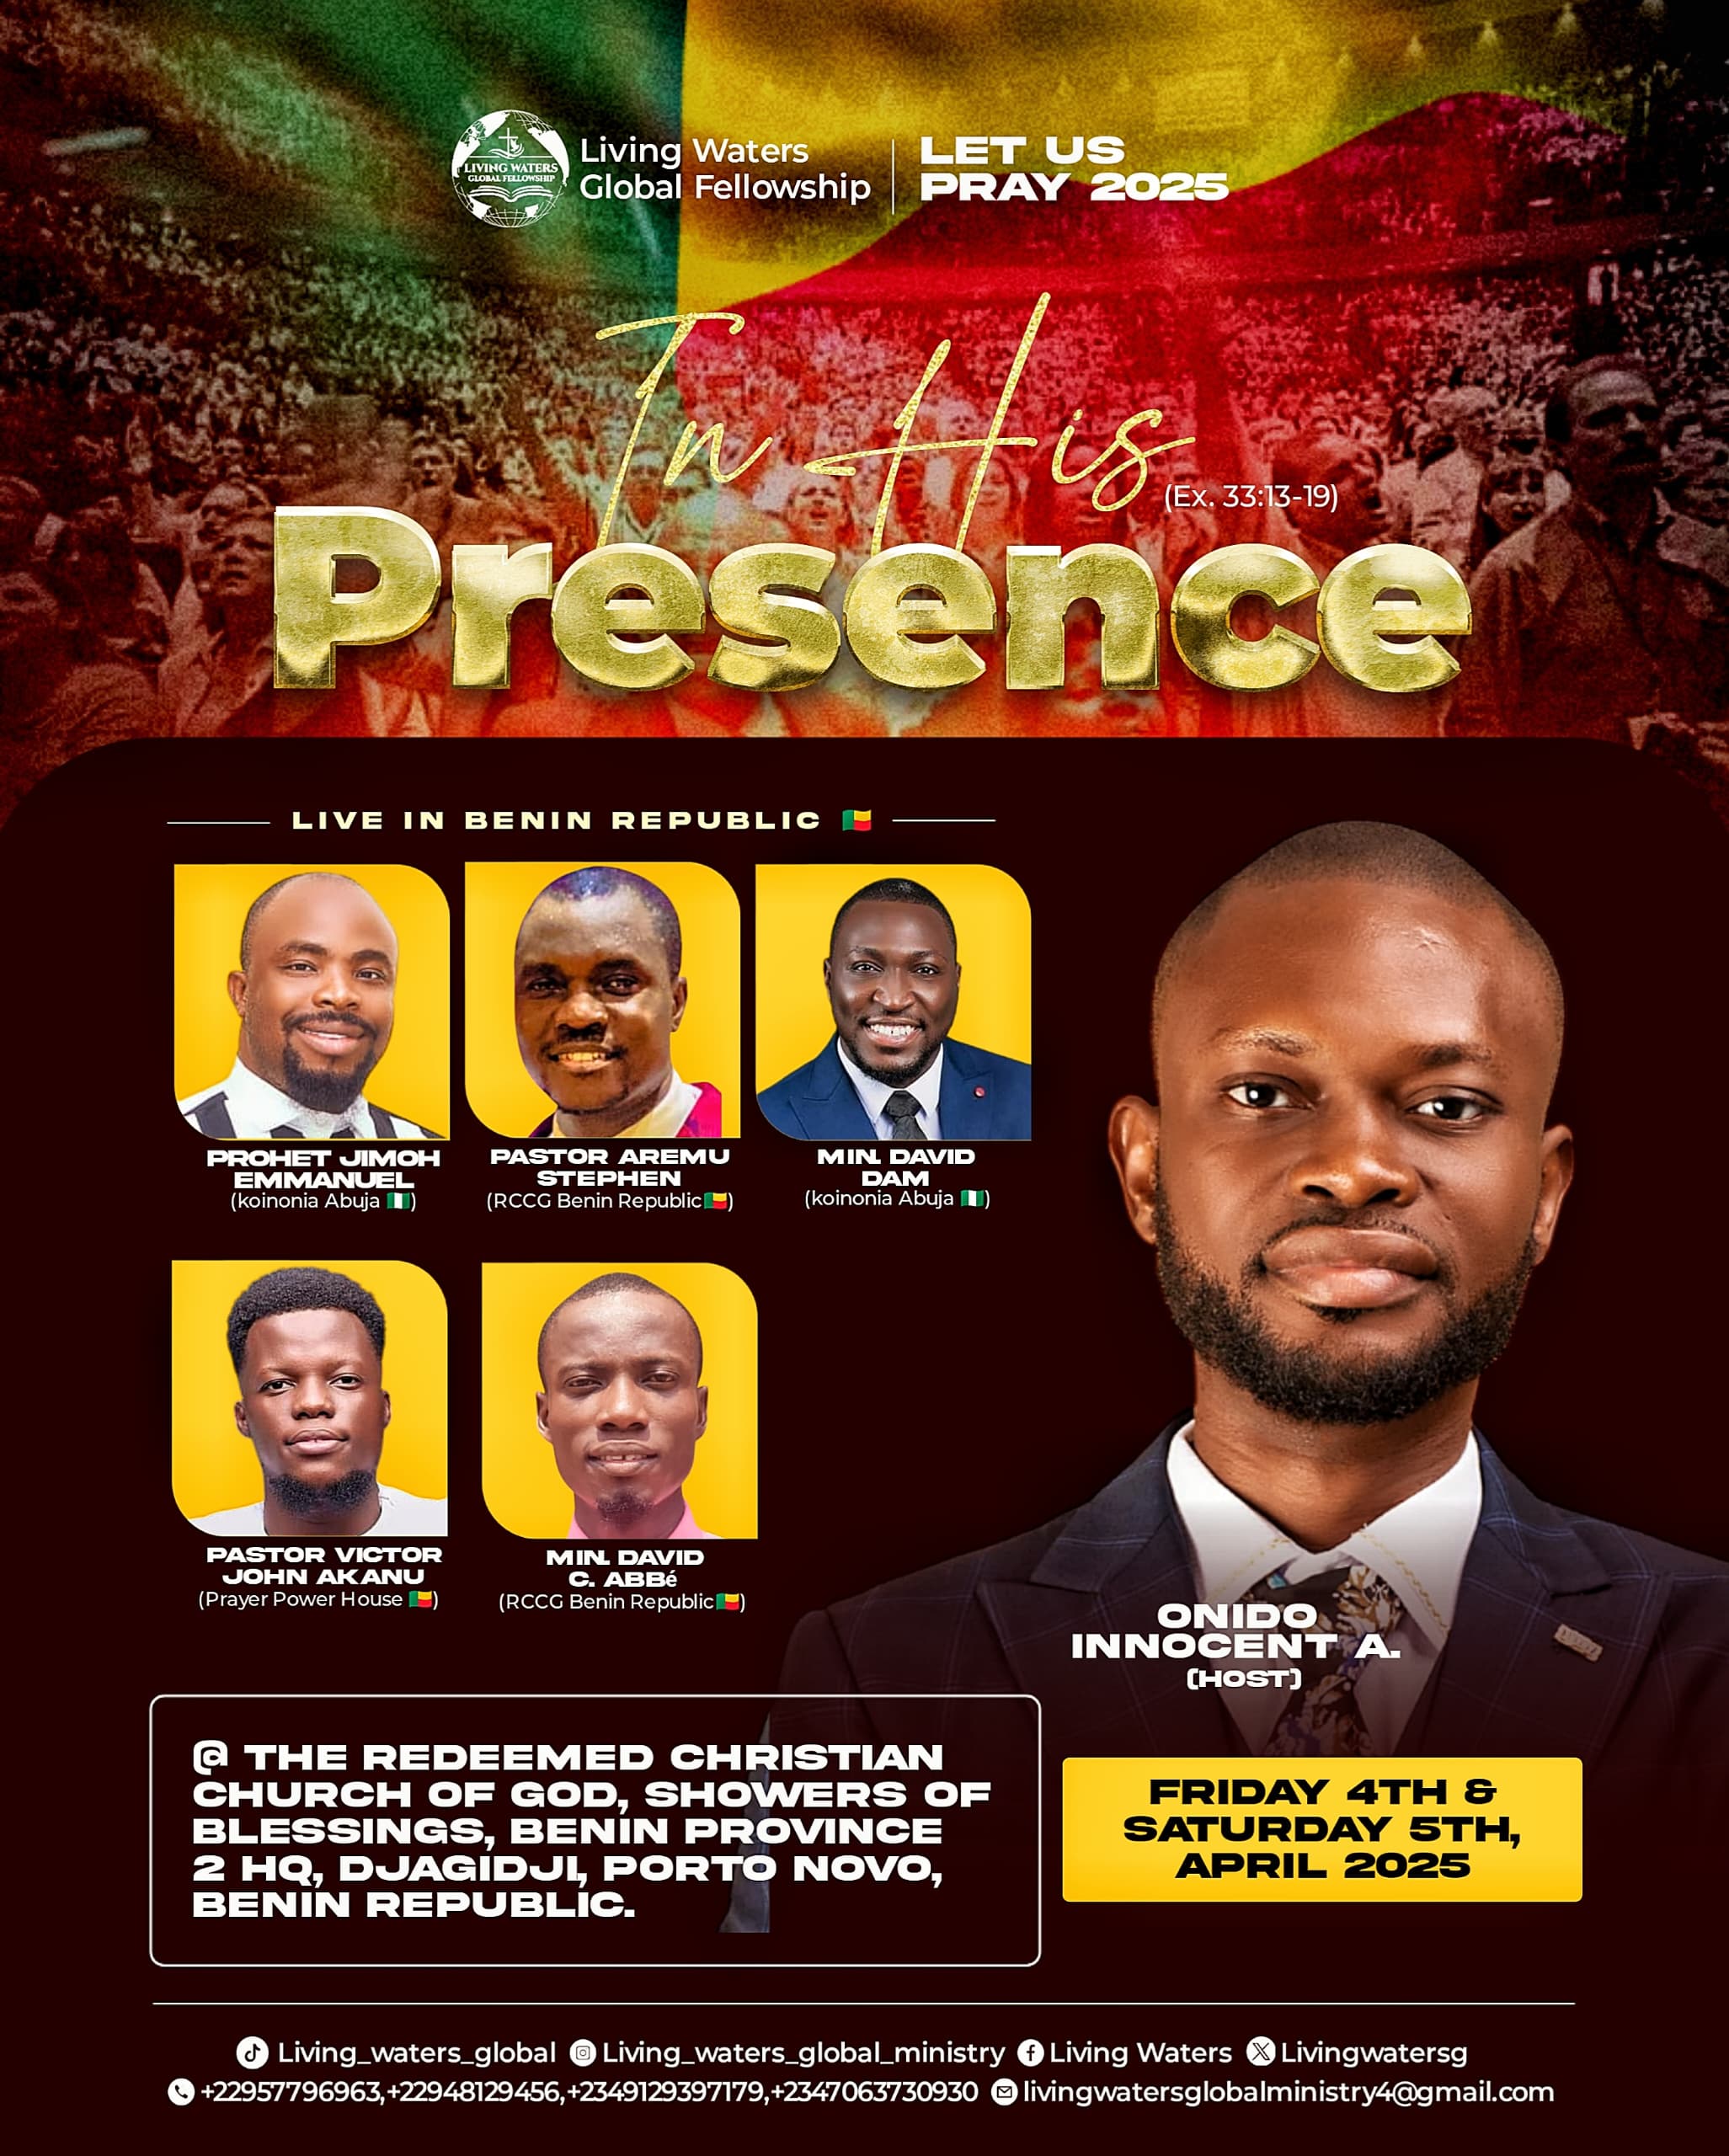 LIVING WATERS
GLOBAL FELLOWSHIP
Living Waters
Global Fellowship
LET US
PRAY 2025
In His
(Ex. 33:13-19)
Presence
LIVE IN BENIN REPUBLIC 🇧🇯
PROHET JIMOH
EMMANUEL
(koinonia Abuja 🇳🇬)
PASTOR AREMU
STEPHEN
(RCCG Benin Republic🇧🇯)
MIN. DAVID
DAM
(koinonia Abuja 🇳🇬)
PASTOR VICTOR
JOHN AKANU
(Prayer Power House 🇧🇯)
MIN. DAVID
C. ABBé
(RCCG Benin Republic🇧🇯)
ONIDO
INNOCENT A.
(HOST)
@ THE REDEEMED CHRISTIAN
CHURCH OF GOD, SHOWERS OF
BLESSINGS, BENIN PROVINCE
2 HQ, DJAGIDJI, PORTO NOVO,
BENIN REPUBLIC.
FRIDAY 4TH &
SATURDAY 5TH,
APRIL 2025
Living_waters_global Living_waters_global_ministry Living Waters Livingwatersg
+22957796963,+22948129456,+2349129397179,+2347063730930 livingwatersglobalministry4@gmail.com